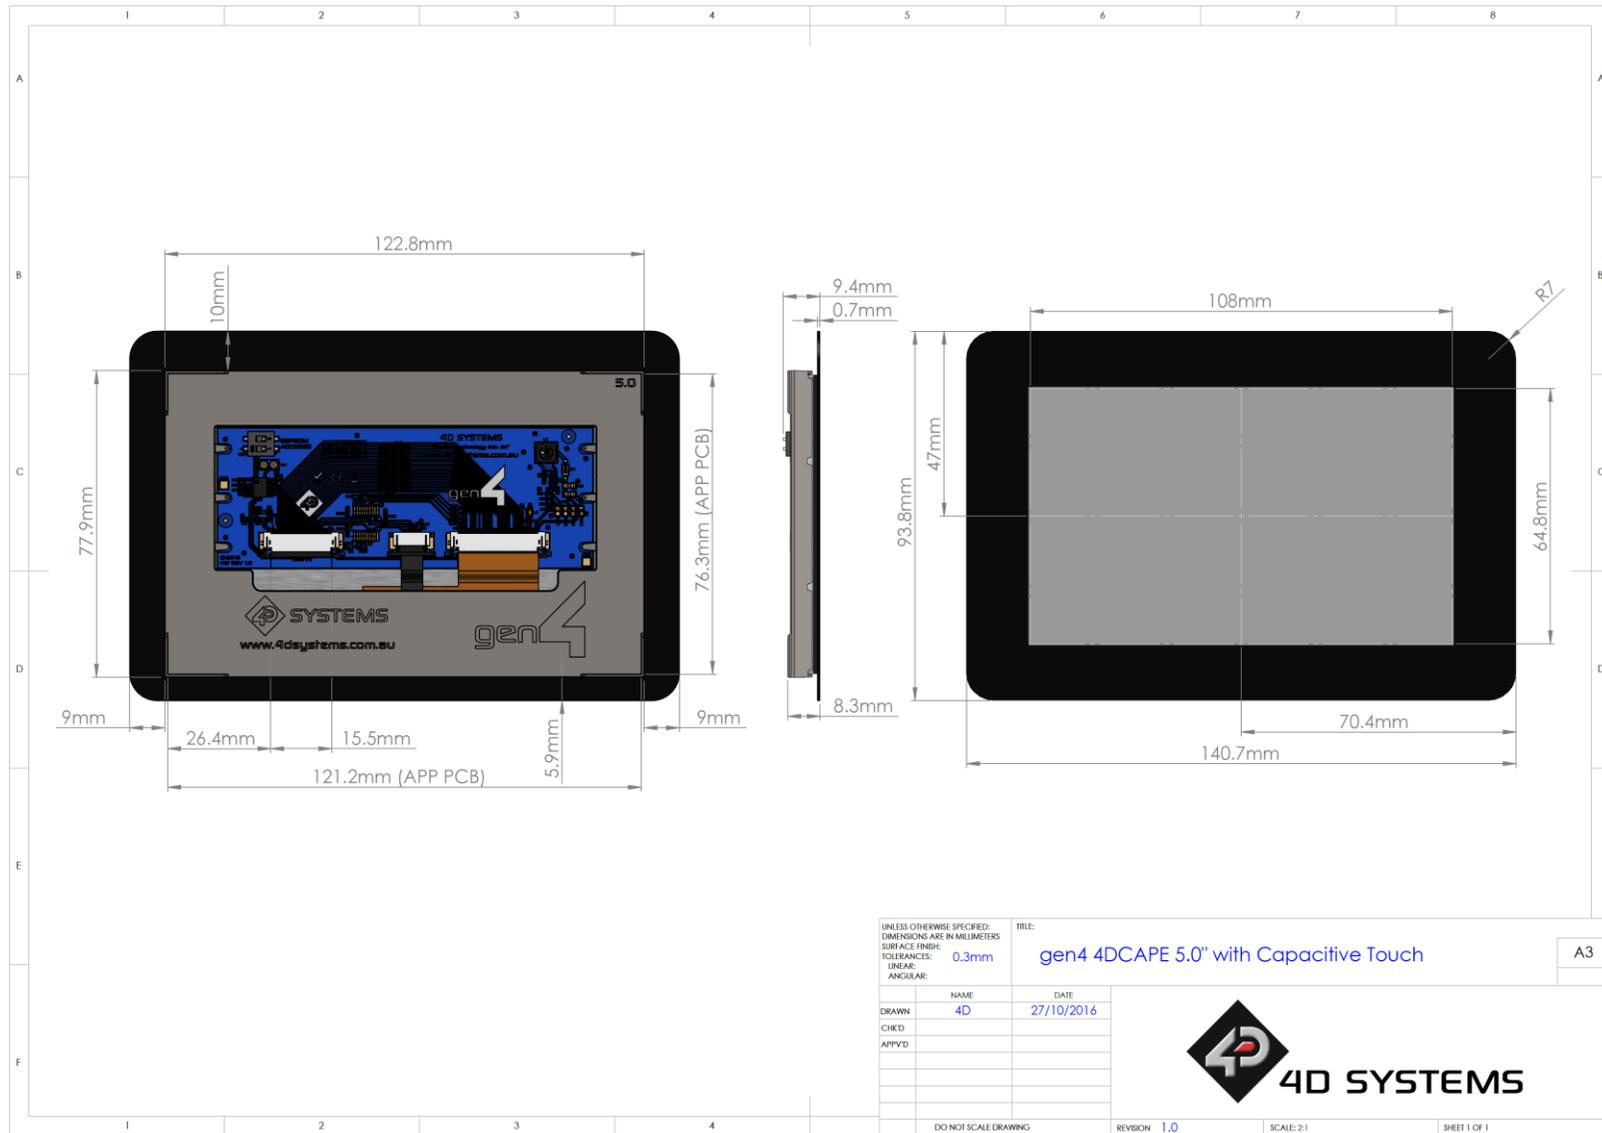 1 2 3 4 5 6 7 8
A A
B B
C C
D D
E
F
122.8mm
10mm
5.0
77.9mm
76.3mm (APP PCB)
4D SYSTEMS
gen4
4D SYSTEMS
www.4dsystems.com.au
gen4
9mm
9mm
26.4mm
15.5mm
5.9mm
121.2mm (APP PCB)
9.4mm
0.7mm
8.3mm
108mm
R7
47mm
93.8mm
64.8mm
70.4mm
140.7mm
UNLESS OTHERWISE SPECIFIED:
DIMENSIONS ARE IN MILLIMETERS
SURFACE FINISH:
TOLERANCES: 0.3mm
LINEAR:
ANGULAR:
TITLE:
gen4 4DCAPE 5.0" with Capacitive Touch
A3
NAME DATE
DRAWN 4D 27/10/2016
CHK'D
APPV'D
4D SYSTEMS
DO NOT SCALE DRAWING
REVISION 1.0
SCALE: 2:1
SHEET 1 OF 1
1 2 3 4